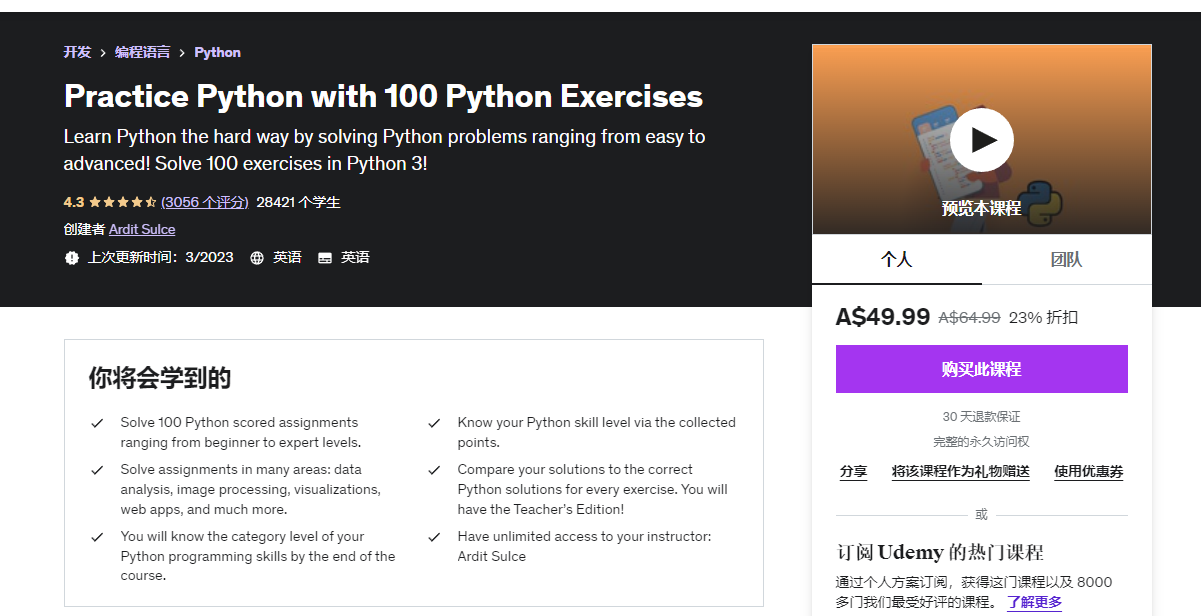 开发 > 编程语言 > Python
Practice Python with 100 Python Exercises
Learn Python the hard way by solving Python problems ranging from easy to
advanced! Solve 100 exercises in Python 3!
4.3 (3056 个评分) 28421 个学生
创建者 Ardit Sulce
上次更新时间：3/2023 英语 英语
预览本课程
个人 团队
A$49.99 A$64.99 23% 折扣
购买此课程
30 天退款保证
完整的永久访问权
分享 将该课程作为礼物赠送 使用优惠券
或
订阅 Udemy 的热门课程
通过个人方案订阅，获得这门课程以及 8000
多门我们最受好评的课程。 了解更多
你将会学到的
Solve 100 Python scored assignments
ranging from beginner to expert levels.
Solve assignments in many areas: data
analysis, image processing, visualizations,
web apps, and much more.
You will know the category level of your
Python programming skills by the end of the
course.
Know your Python skill level via the collected
points.
Compare your solutions to the correct
Python solutions for every exercise. You will
have the Teacher's Edition!
Have unlimited access to your instructor:
Ardit Sulce